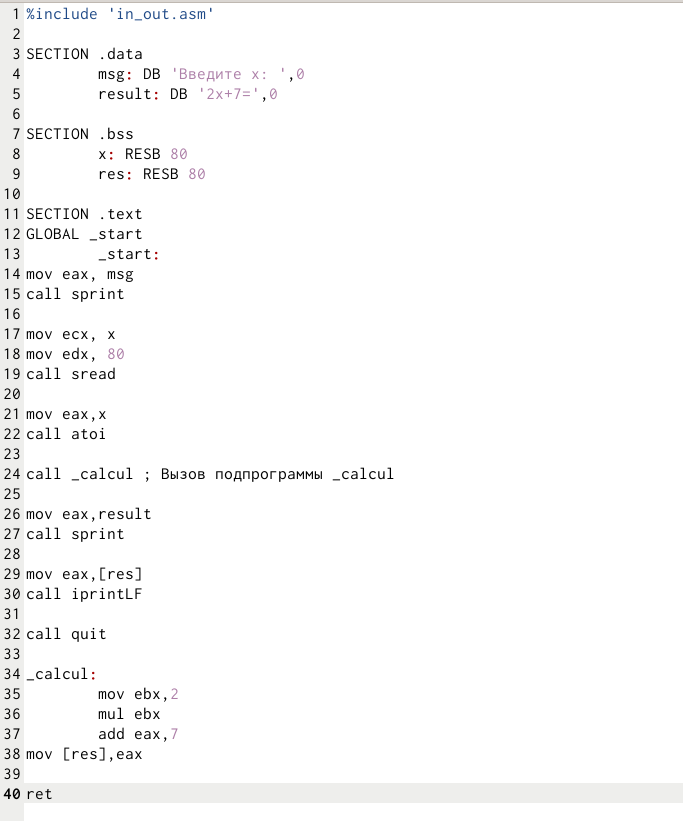 1 %include 'in_out.asm'
2
3 SECTION .data
4 msg: DB 'Введите x: ',0
5 result: DB '2x+7=',0
6
7 SECTION .bss
8 x: RESB 80
9 res: RESB 80
10
11 SECTION .text
12 GLOBAL _start
13 _start:
14 mov eax, msg
15 call sprint
16
17 mov ecx, x
18 mov edx, 80
19 call sread
20
21 mov eax,x
22 call atoi
23
24 call _calcul ; Вызов подпрограммы _calcul
25
26 mov eax,result
27 call sprint
28
29 mov eax,[res]
30 call iprintLF
31
32 call quit
33
34 _calcul:
35 mov ebx,2
36 mul ebx
37 add eax,7
38 mov [res],eax
39
40 ret